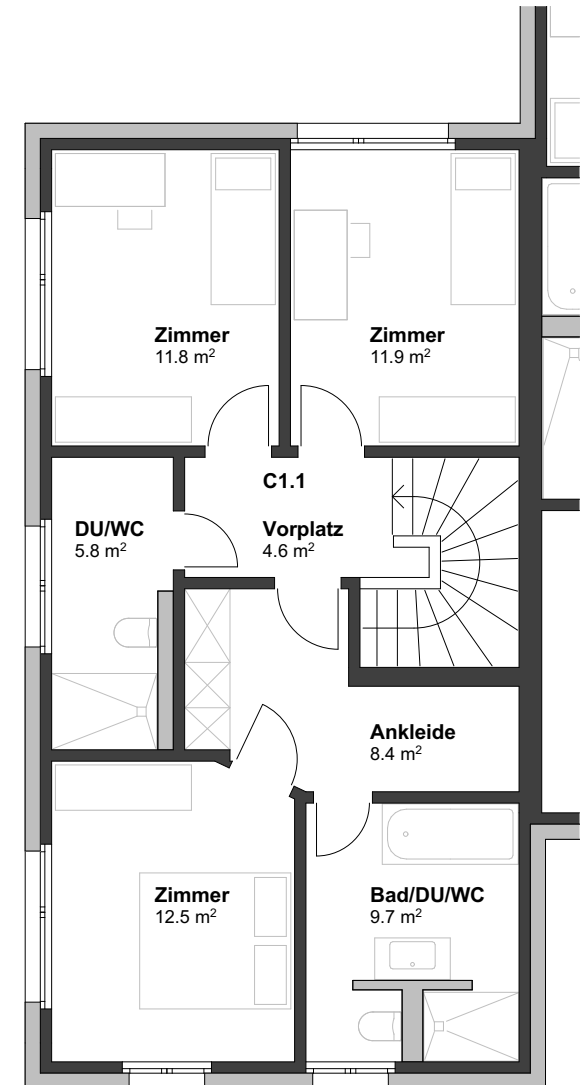 Zimmer
11.8 m²
Zimmer
11.9 m²
C1.1
DU/WC
5.8 m²
Vorplatz
4.6 m²
Ankleide
8.4 m²
Zimmer
12.5 m²
Bad/DU/WC
9.7 m²